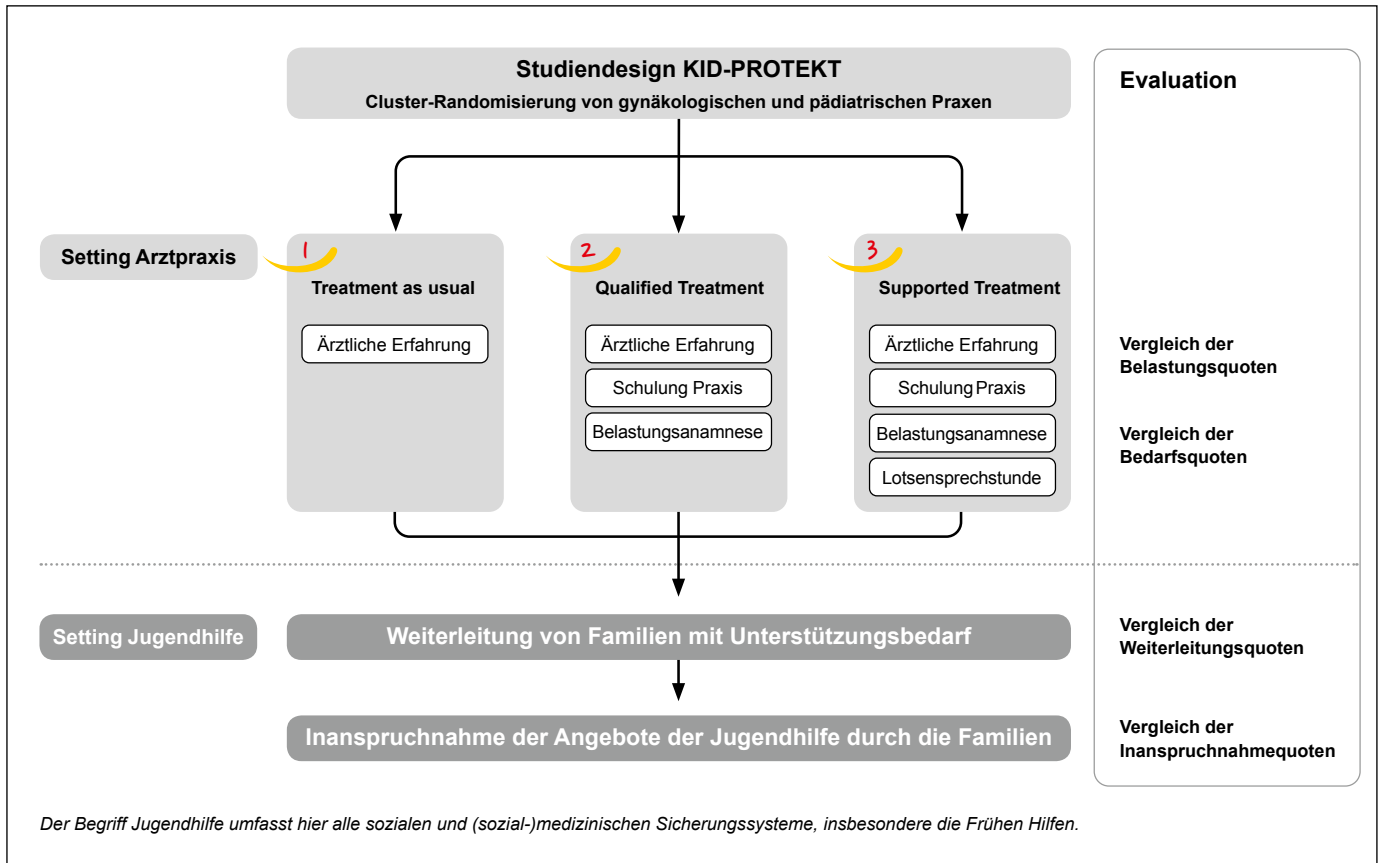 Studiendesign KID-PROTEKT
Cluster-Randomisierung von gynäkologischen und pädiatrischen Praxen
Evaluation
Setting Arztpraxis
1
Treatment as usual
Ärztliche Erfahrung
2
Qualified Treatment
Ärztliche Erfahrung
Schulung Praxis
Belastungsanamnese
3
Supported Treatment
Ärztliche Erfahrung
Schulung Praxis
Belastungsanamnese
Lotsensprechstunde
Vergleich der
Belastungsquoten
Vergleich der
Bedarfsquoten
Setting Jugendhilfe
Weiterleitung von Familien mit Unterstützungsbedarf
Vergleich der
Weiterleitungsquoten
Inanspruchnahme der Angebote der Jugendhilfe durch die Familien
Vergleich der
Inanspruchnahmequoten
Der Begriff Jugendhilfe umfasst hier alle sozialen und (sozial-)medizinischen Sicherungssysteme, insbesondere die Frühen Hilfen.